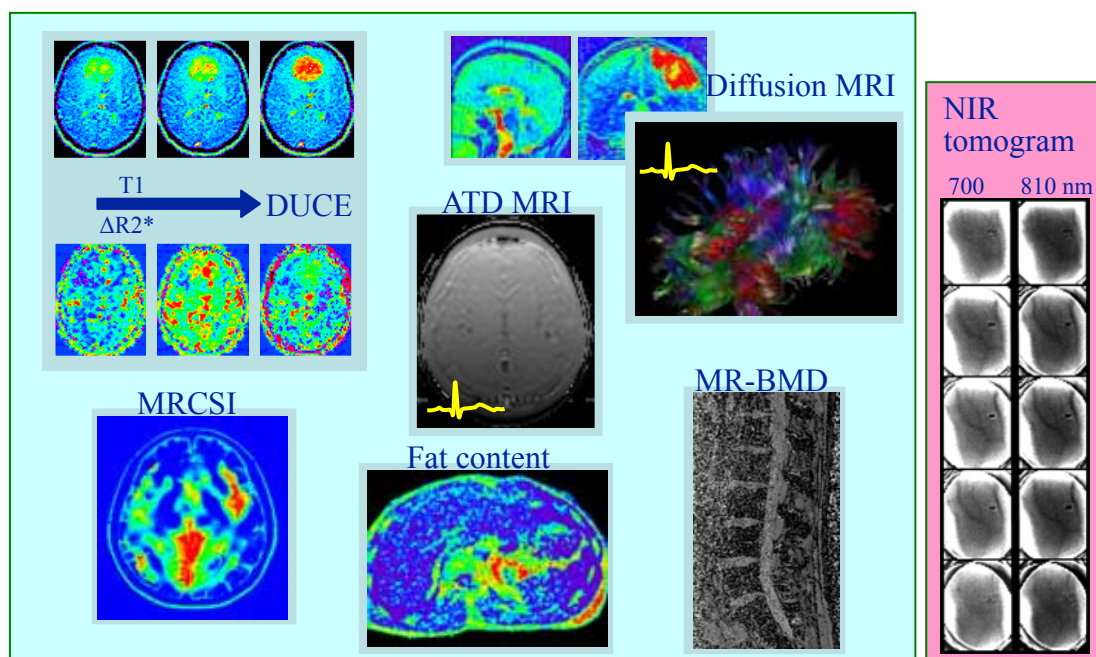 Diffusion MRI
T1
DUCE
ΔR2*
ATD MRI
MRCSI
Fat content
MR-BMD
NIR
tomogram
700 810 nm